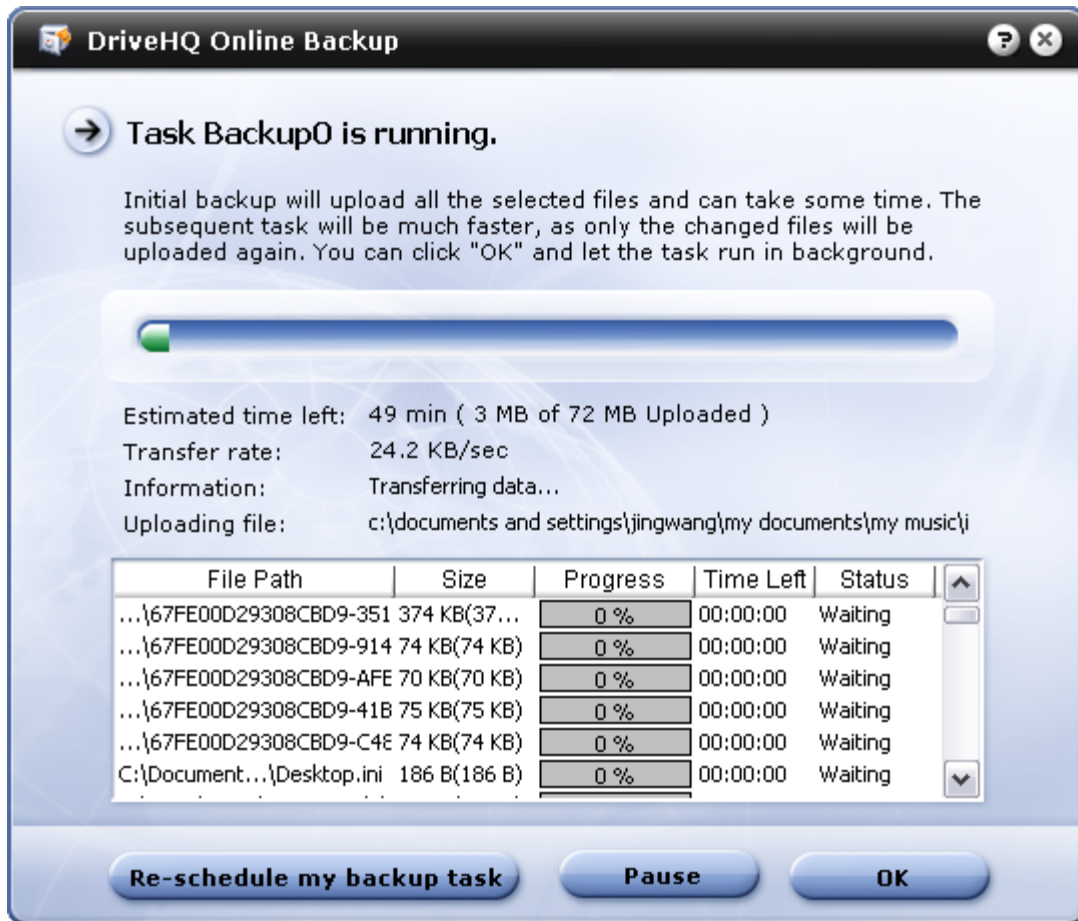 DriveHQ Online Backup
Task Backup0 is running.
Initial backup will upload all the selected files and can take some time. The
subsequent task will be much faster, as only the changed files will be
uploaded again. You can click "OK" and let the task run in background.
Estimated time left: 49 min ( 3 MB of 72 MB Uploaded )
Transfer rate: 24.2 KB/sec
Information: Transferring data...
Uploading file: c:\documents and settings\jingwang\my documents\my music\i
File Path Size Progress Time Left Status
...\67FE00D29308CBD9-351 374 KB(37... 0 % 00:00:00 Waiting
...\67FE00D29308CBD9-914 74 KB(74 KB) 0 % 00:00:00 Waiting
...\67FE00D29308CBD9-AFE 70 KB(70 KB) 0 % 00:00:00 Waiting
...\67FE00D29308CBD9-41B 75 KB(75 KB) 0 % 00:00:00 Waiting
...\67FE00D29308CBD9-C48 74 KB(74 KB) 0 % 00:00:00 Waiting
C:\Document...\Desktop.ini 186 B(186 B) 0 % 00:00:00 Waiting
Re-schedule my backup task Pause OK